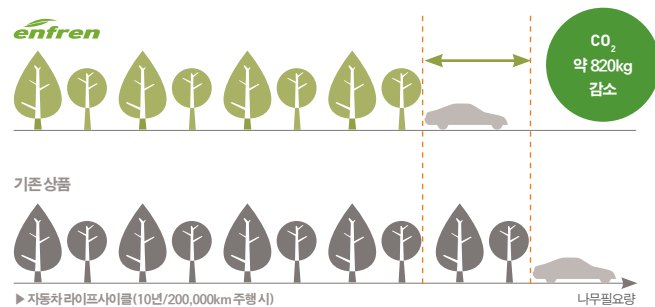 enfren
CO₂
약 820kg
감소
기존 상품
▶ 자동차 라이프사이클(10년/200,000km 주행 시)
나무필요량